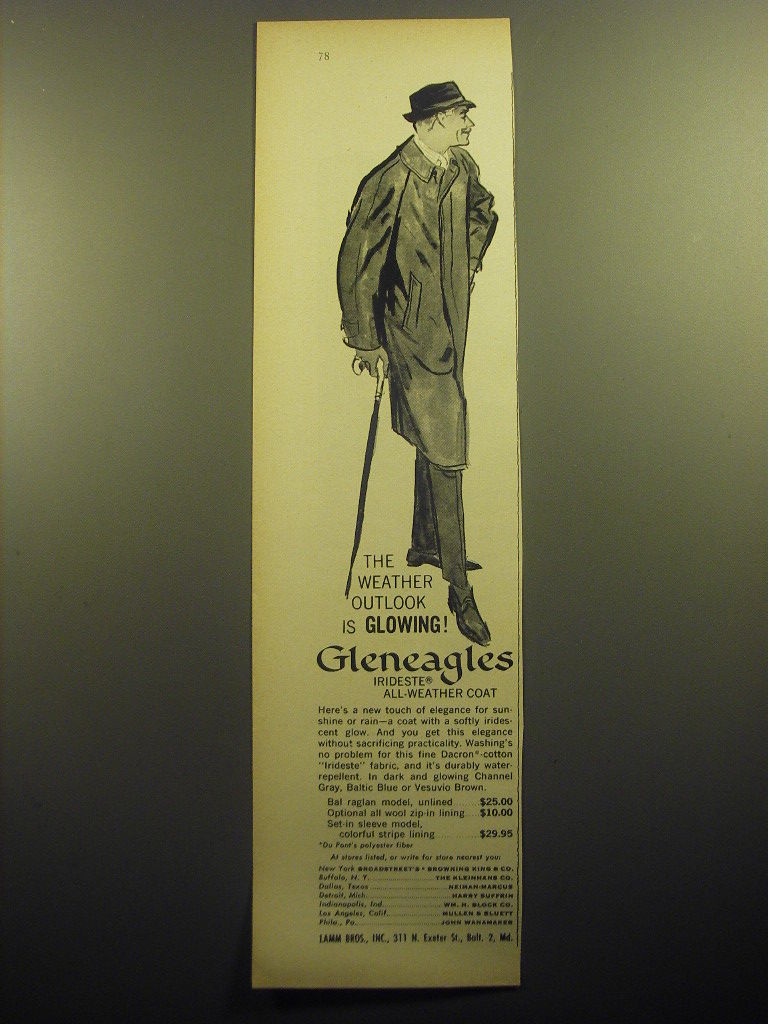 78
THE
WEATHER
OUTLOOK
IS GLOWING!
Gleneagles
IRIDESTE®
ALL-WEATHER COAT
Here's a new touch of elegance for sun-
shine or rain—a coat with a softly irides-
cent glow. And you get this elegance
without sacrificing practicality. Washing's
no problem for this fine Dacron*-cotton
"Irideste" fabric, and it's durably water-
repellent. In dark and glowing Channel
Gray, Baltic Blue or Vesuvio Brown.
Bal raglan model, unlined ........ $25.00
Optional all wool zip-in lining .... $10.00
Set-in sleeve model,
colorful stripe lining ............ $29.95
*Du Pont's polyester fiber
At stores listed, or write for store nearest you:
New York BROADSTREET'S • BROWNING KING & CO.
Buffalo, N. Y. ........ THE KLEINHANS CO.
Dallas, Texas ........ NEIMAN-MARCUS
Detroit, Mich. ........ HARRY SUFFRIN
Indianapolis, Ind. ........ WM. H. BLOCK CO.
Los Angeles, Calif. ........ MULLEN & BLUETT
Phila., Pa. ........ JOHN WANAMAKER
LAMM BROS., INC., 311 N. Exeter St., Balt. 2, Md.